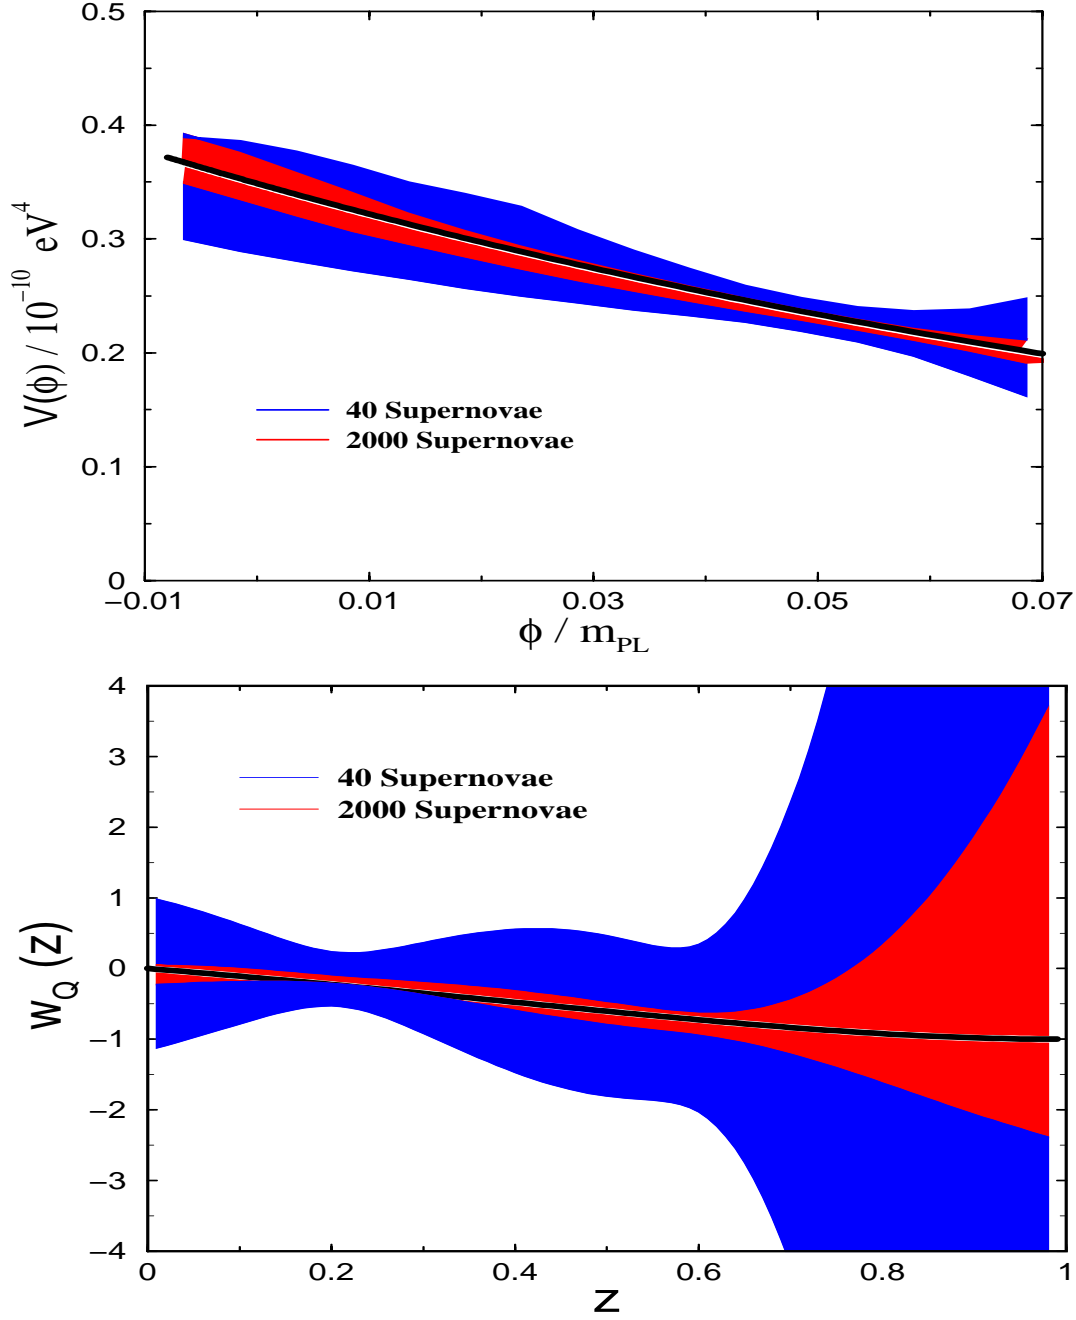 0.5
0.4
0.3
0.2
0.1
0
V(ϕ) / 10⁻¹⁰ eV⁴
40 Supernovae
2000 Supernovae
−0.01 0.01 0.03 0.05 0.07
ϕ / m_PL
4
3
2
1
0
−1
−2
−3
−4
w_Q (z)
40 Supernovae
2000 Supernovae
0 0.2 0.4 0.6 0.8 1
z